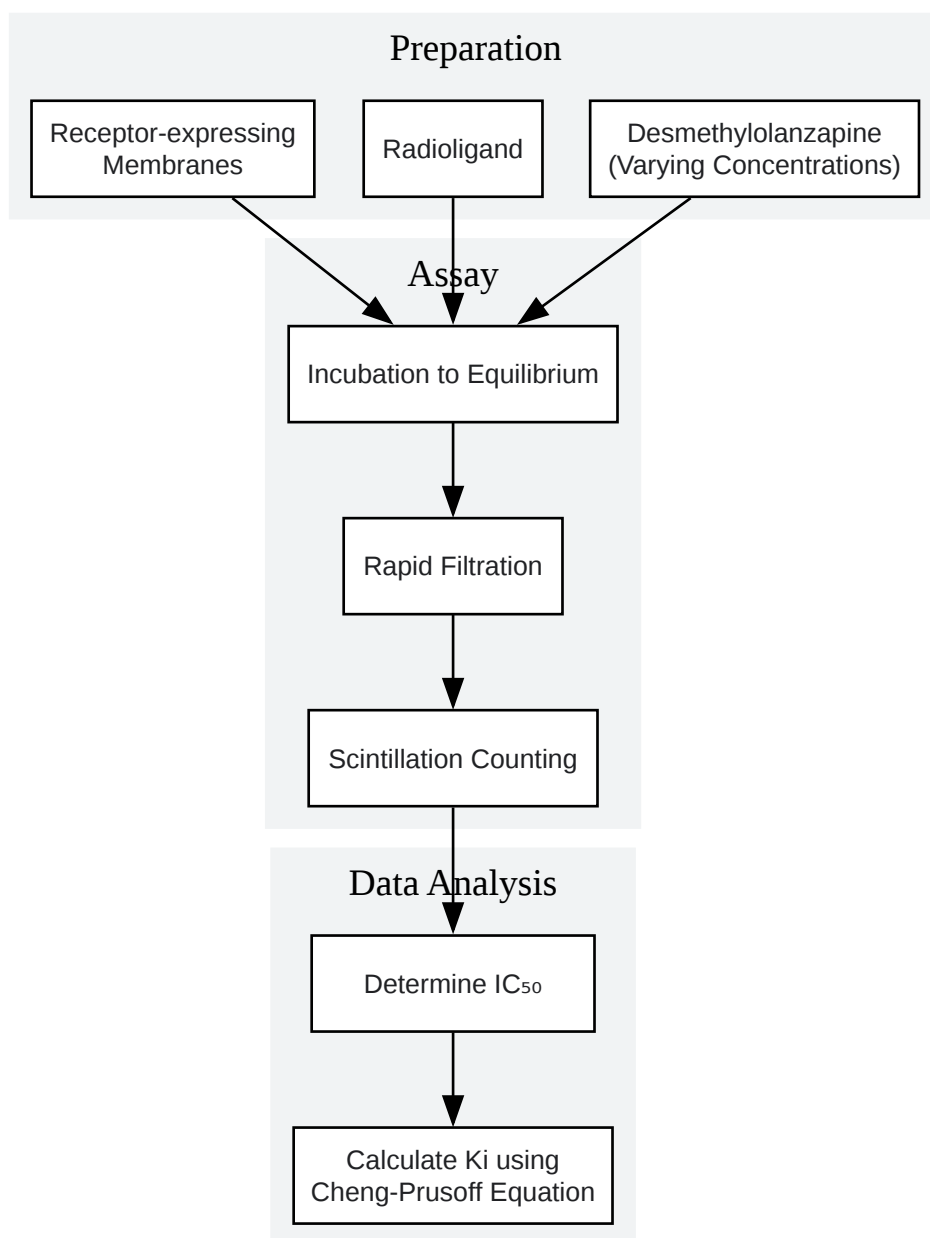 Preparation
Receptor-expressing
Membranes
Radioligand
Desmethylolanzapine
(Varying Concentrations)
Assay
Incubation to Equilibrium
Rapid Filtration
Scintillation Counting
Data Analysis
Determine IC₅₀
Calculate Ki using
Cheng-Prusoff Equation